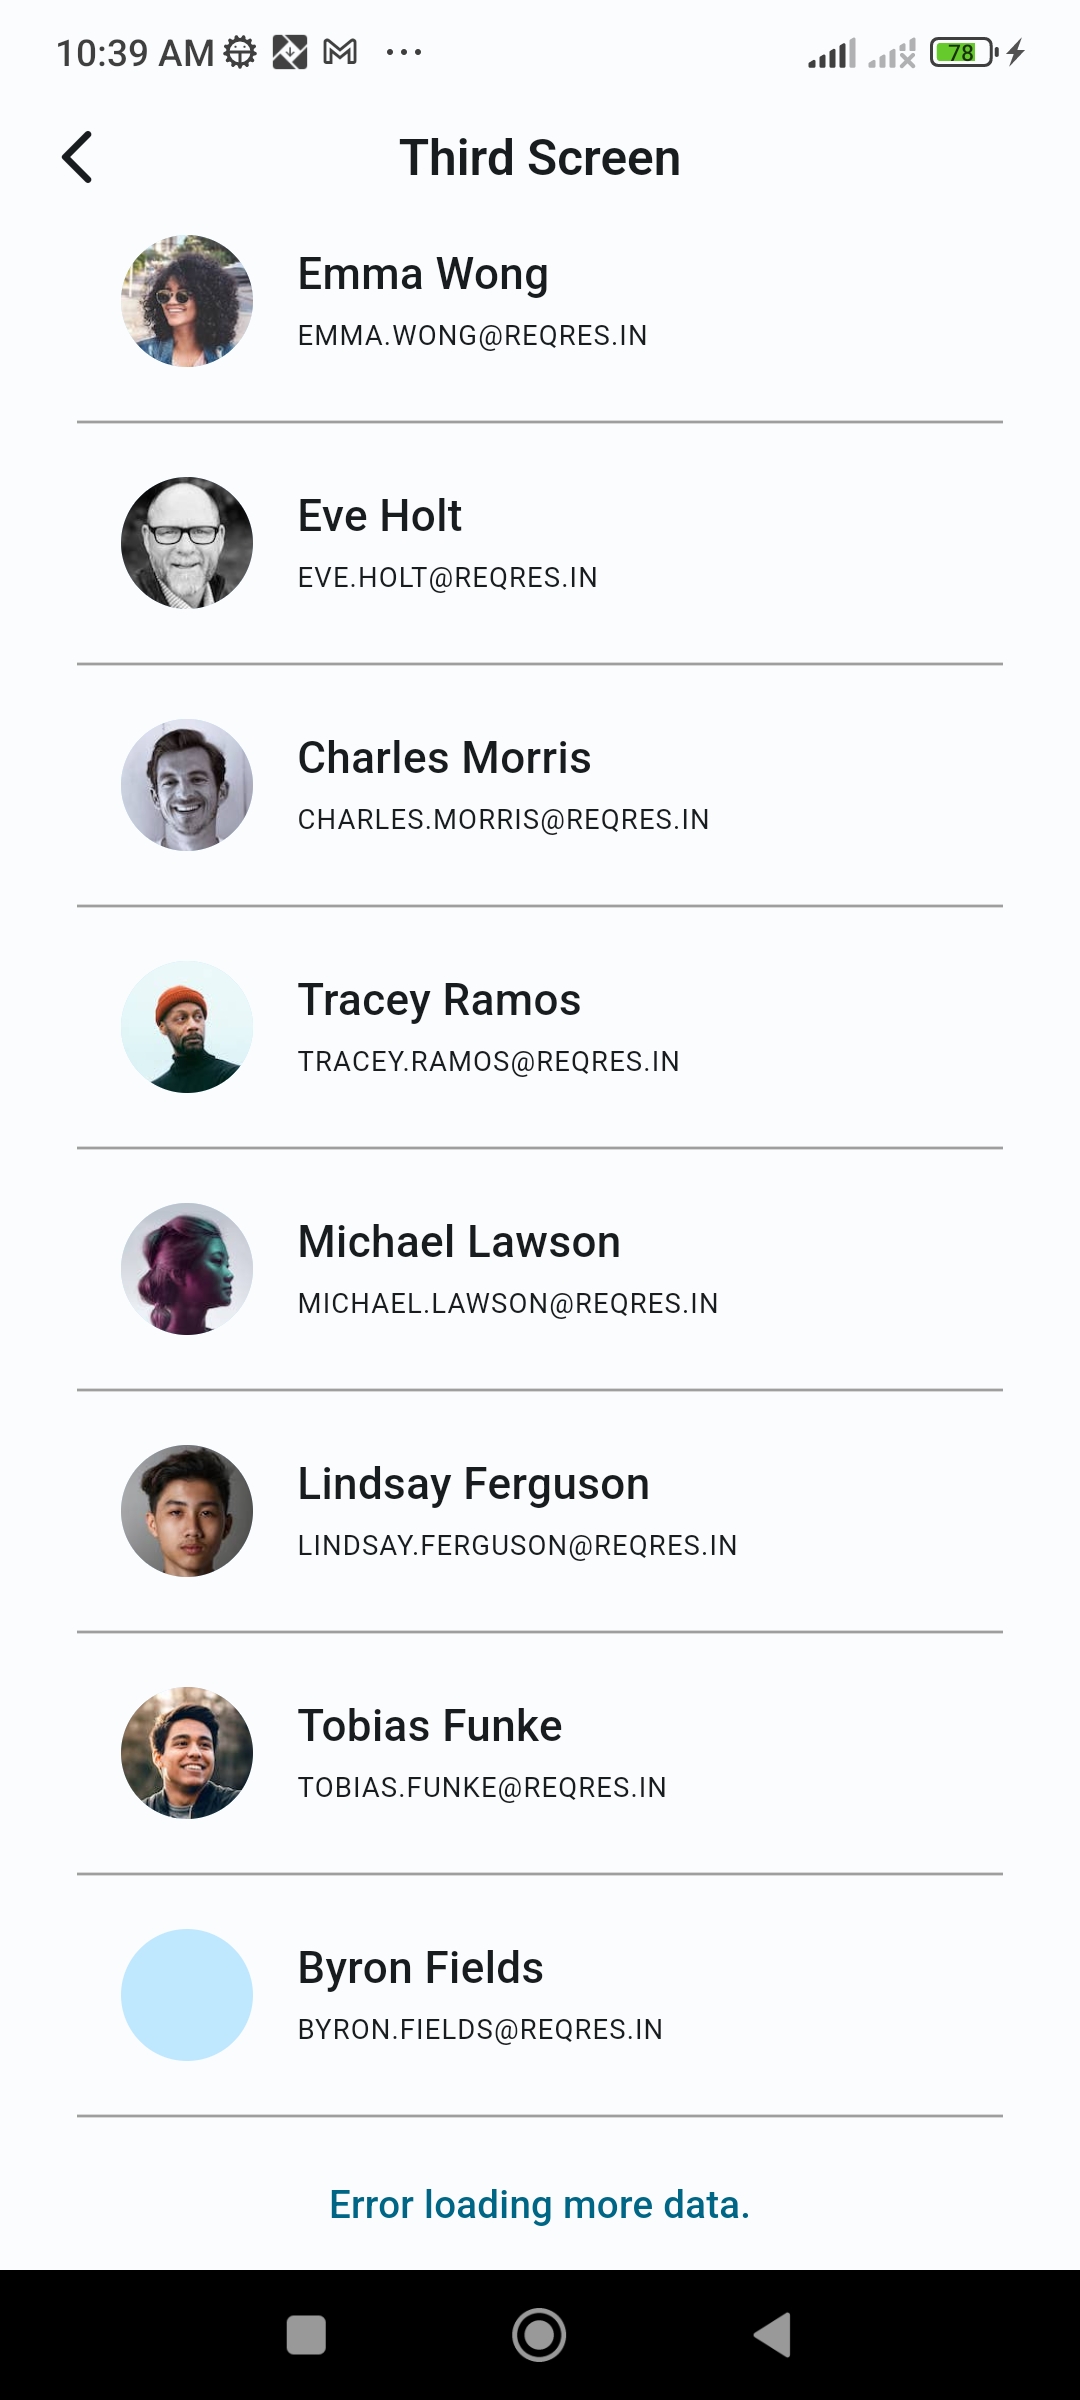 10:39 AM
78
Third Screen
Emma Wong
EMMA.WONG@REQRES.IN
Eve Holt
EVE.HOLT@REQRES.IN
Charles Morris
CHARLES.MORRIS@REQRES.IN
Tracey Ramos
TRACEY.RAMOS@REQRES.IN
Michael Lawson
MICHAEL.LAWSON@REQRES.IN
Lindsay Ferguson
LINDSAY.FERGUSON@REQRES.IN
Tobias Funke
TOBIAS.FUNKE@REQRES.IN
Byron Fields
BYRON.FIELDS@REQRES.IN
Error loading more data.